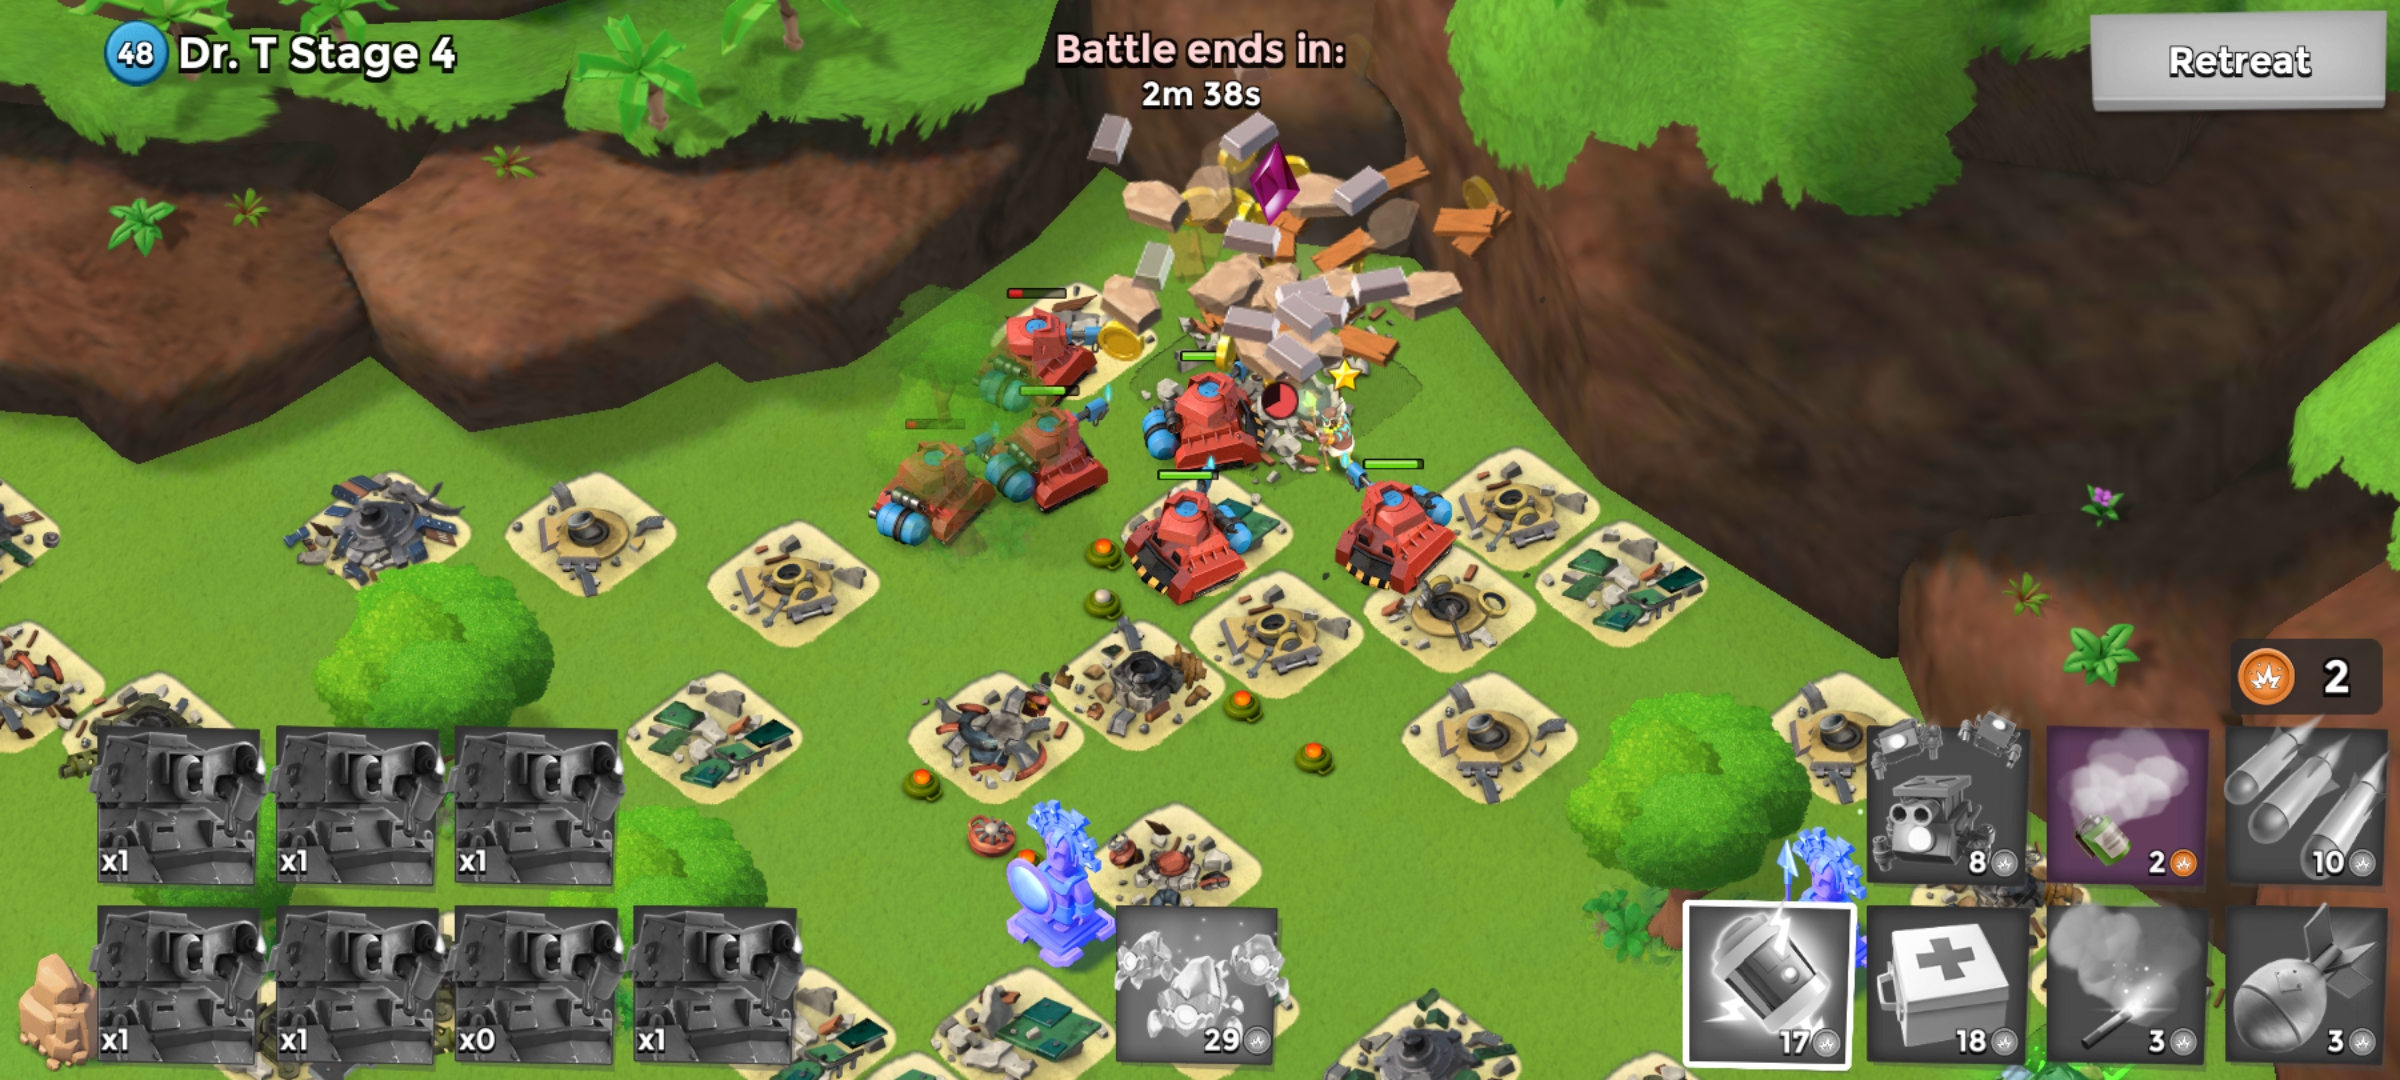 48 Dr. T Stage 4
Battle ends in:
2m 38s
Retreat
2
x1
x1
x1
8
2
10
x1
x1
x0
x1
29
17
18
3
3